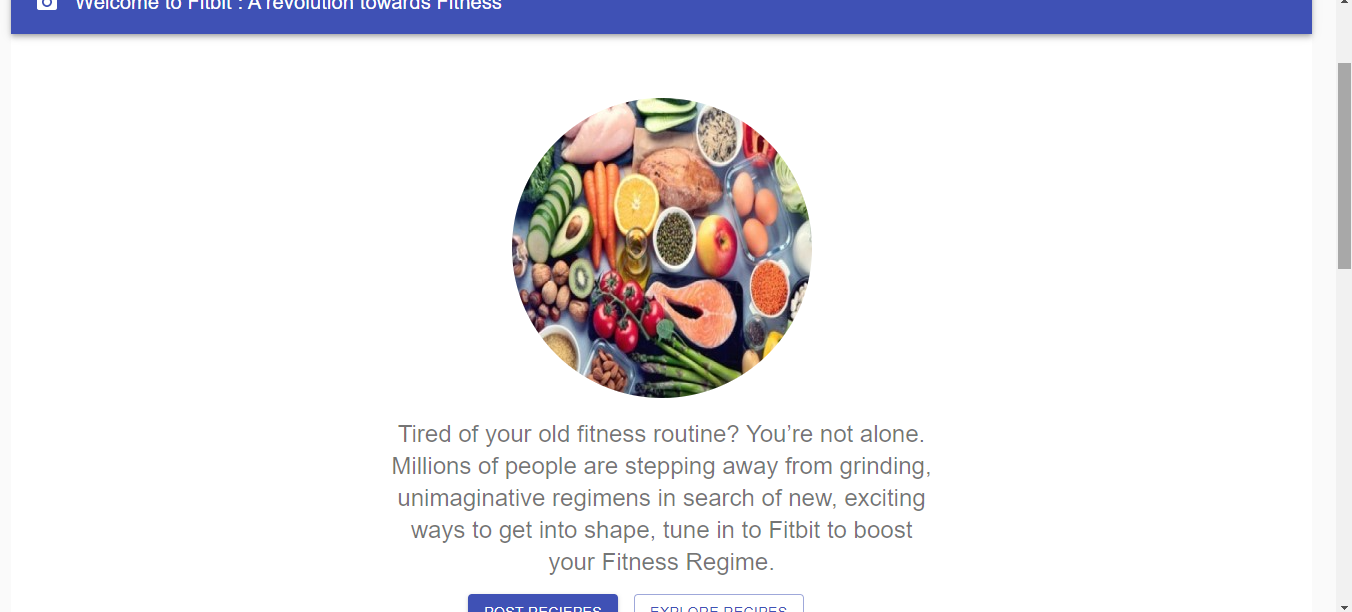 Welcome to Fitbit : A revolution towards Fitness
Tired of your old fitness routine? You’re not alone.
Millions of people are stepping away from grinding,
unimaginative regimens in search of new, exciting
ways to get into shape, tune in to Fitbit to boost
your Fitness Regime.
POST RECIEPES
EXPLORE RECIPES